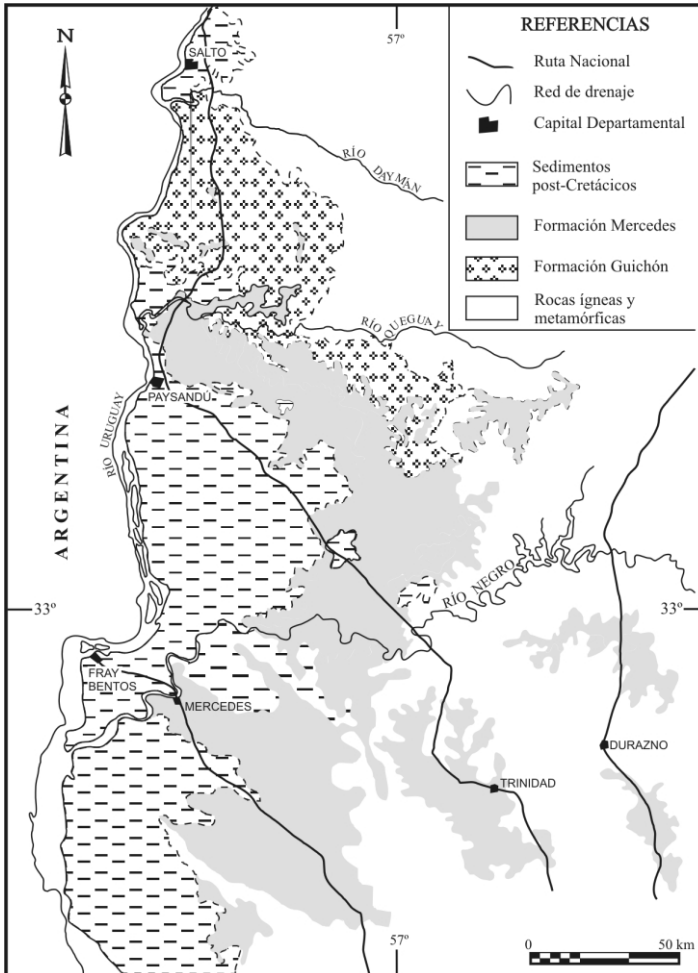 57º
REFERENCIAS
Ruta Nacional
Red de drenaje
Capital Departamental
Sedimentos
post-Cretácicos
Formación Mercedes
Formación Guichón
Rocas ígneas y
metamórficas
N
SALTO
RÍO DAYMÁN
RÍO QUEGUAY
PAYSANDÚ
RÍO URUGUAY
ARGENTINA
RÍO NEGRO
33º
33º
FRAY
BENTOS
MERCEDES
DURAZNO
TRINIDAD
57º
0 50 km